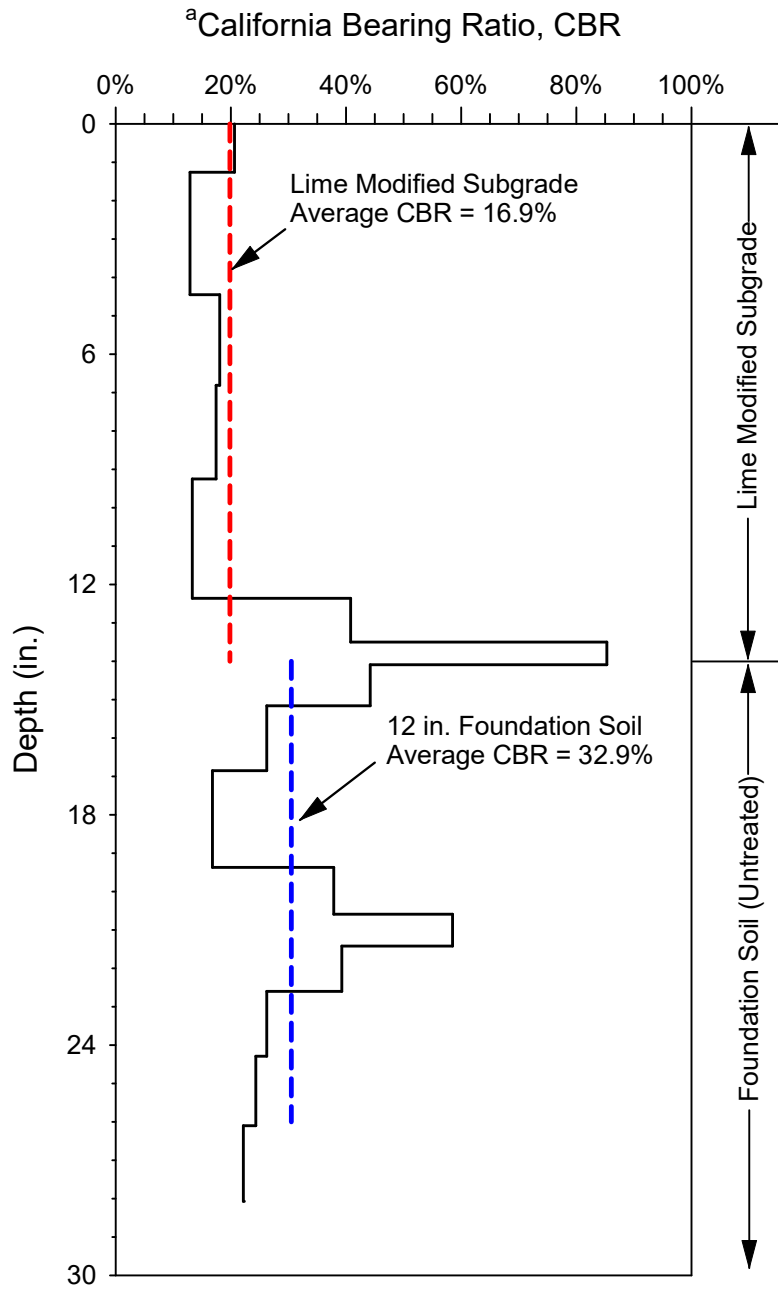 aCalifornia Bearing Ratio, CBR
0% 20% 40% 60% 80% 100%
0
6
12
18
24
30
Depth (in.)
Lime Modified Subgrade
Average CBR = 16.9%
12 in. Foundation Soil
Average CBR = 32.9%
Lime Modified Subgrade
Foundation Soil (Untreated)